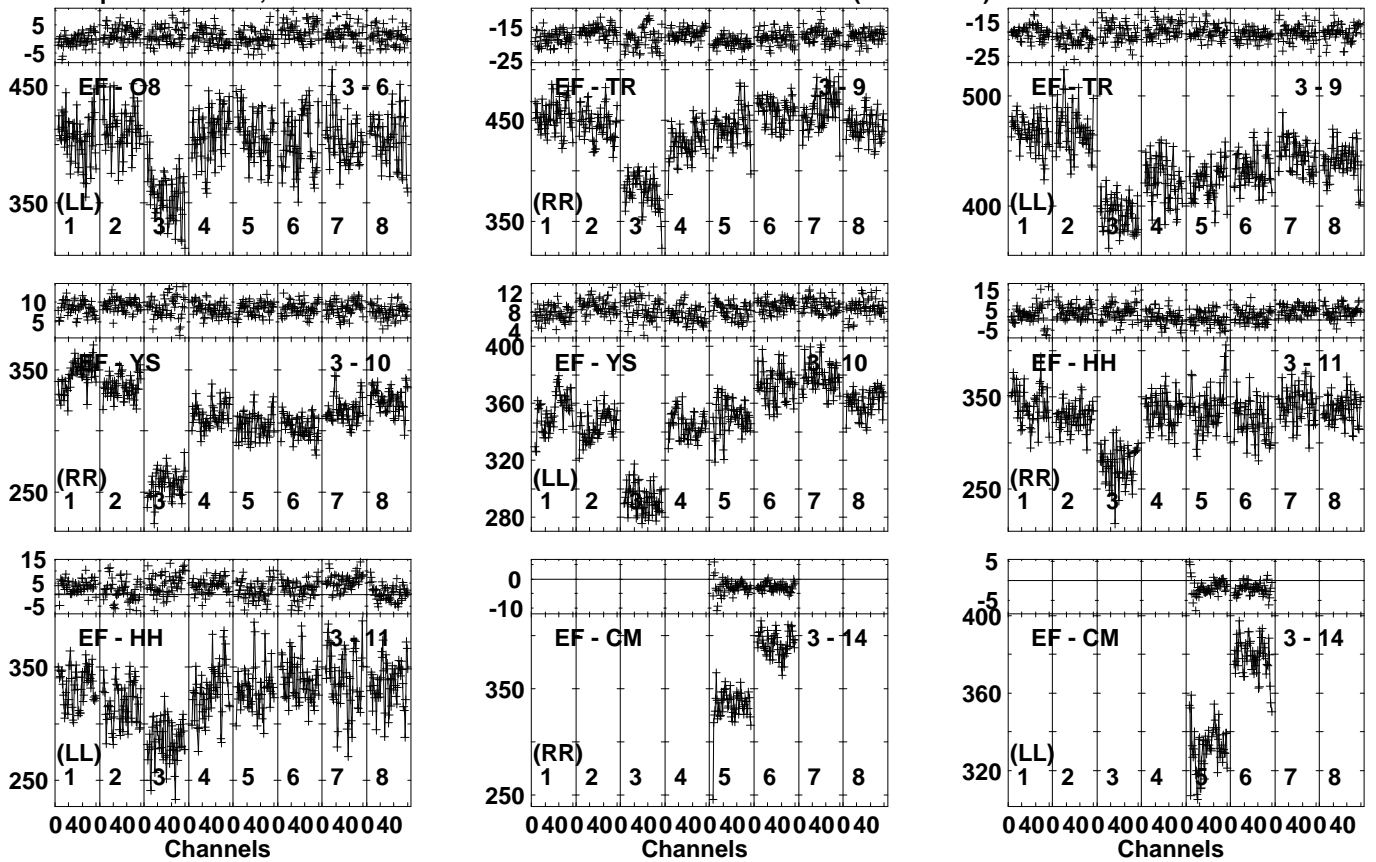 5 -15 -15
-5 -25 -25
450 EF - O8 3 - 6 450 EF - TR 3 - 9 500 EF - TR 3 - 9
350 (LL) 350 (RR) 400 (LL)
1 2 3 4 5 6 7 8 1 2 3 4 5 6 7 8 1 2 3 4 5 6 7 8
10 12 15
5 8 5
4 -5
350 EF - YS 3 - 10 400 EF - YS 3 - 10 350 EF - HH 3 - 11
360
320
250 (RR) 280 (LL) 250 (RR)
1 2 3 4 5 6 7 8 1 2 3 4 5 6 7 8 1 2 3 4 5 6 7 8
15 0 5
5 -10 -5
-5
350 EF - HH 3 - 11 350 EF - CM 3 - 14 400 EF - CM 3 - 14
360
250 (LL) 250 (RR) 320 (LL)
1 2 3 4 5 6 7 8 1 2 3 4 5 6 7 8 1 2 3 4 5 6 7 8
0 40 0 40 0 40 0 40 0 40 0 40 0 40 0 40 0 40 0 40 0 40 0 40 0 40 0 40 0 40 0 40 0 40 0 40 0 40 0 40 0 40 0 40 0 40 0 40
Channels Channels Channels